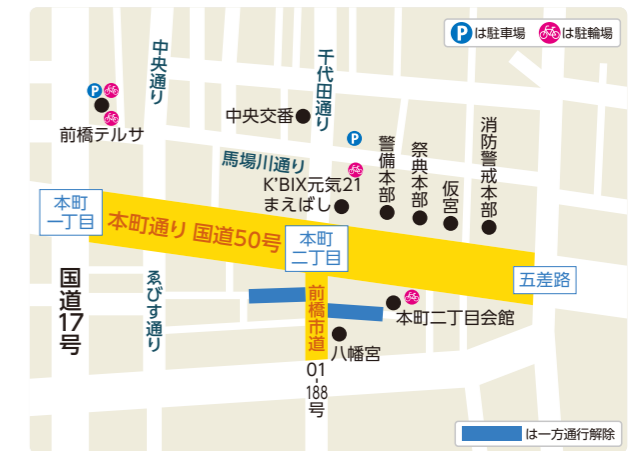 Pは駐車場
は駐輪場
中央通り
千代田通り
P
前橋テルサ
中央交番
P
馬場川通り
K'BIX元気21
まえばし
警備本部
祭典本部
仮宮
消防警戒本部
本町
一丁目
本町通り 国道50号
本町
二丁目
五差路
国道17号
ゑびす通り
前橋市道
01-188号
本町二丁目会館
八幡宮
は一方通行解除